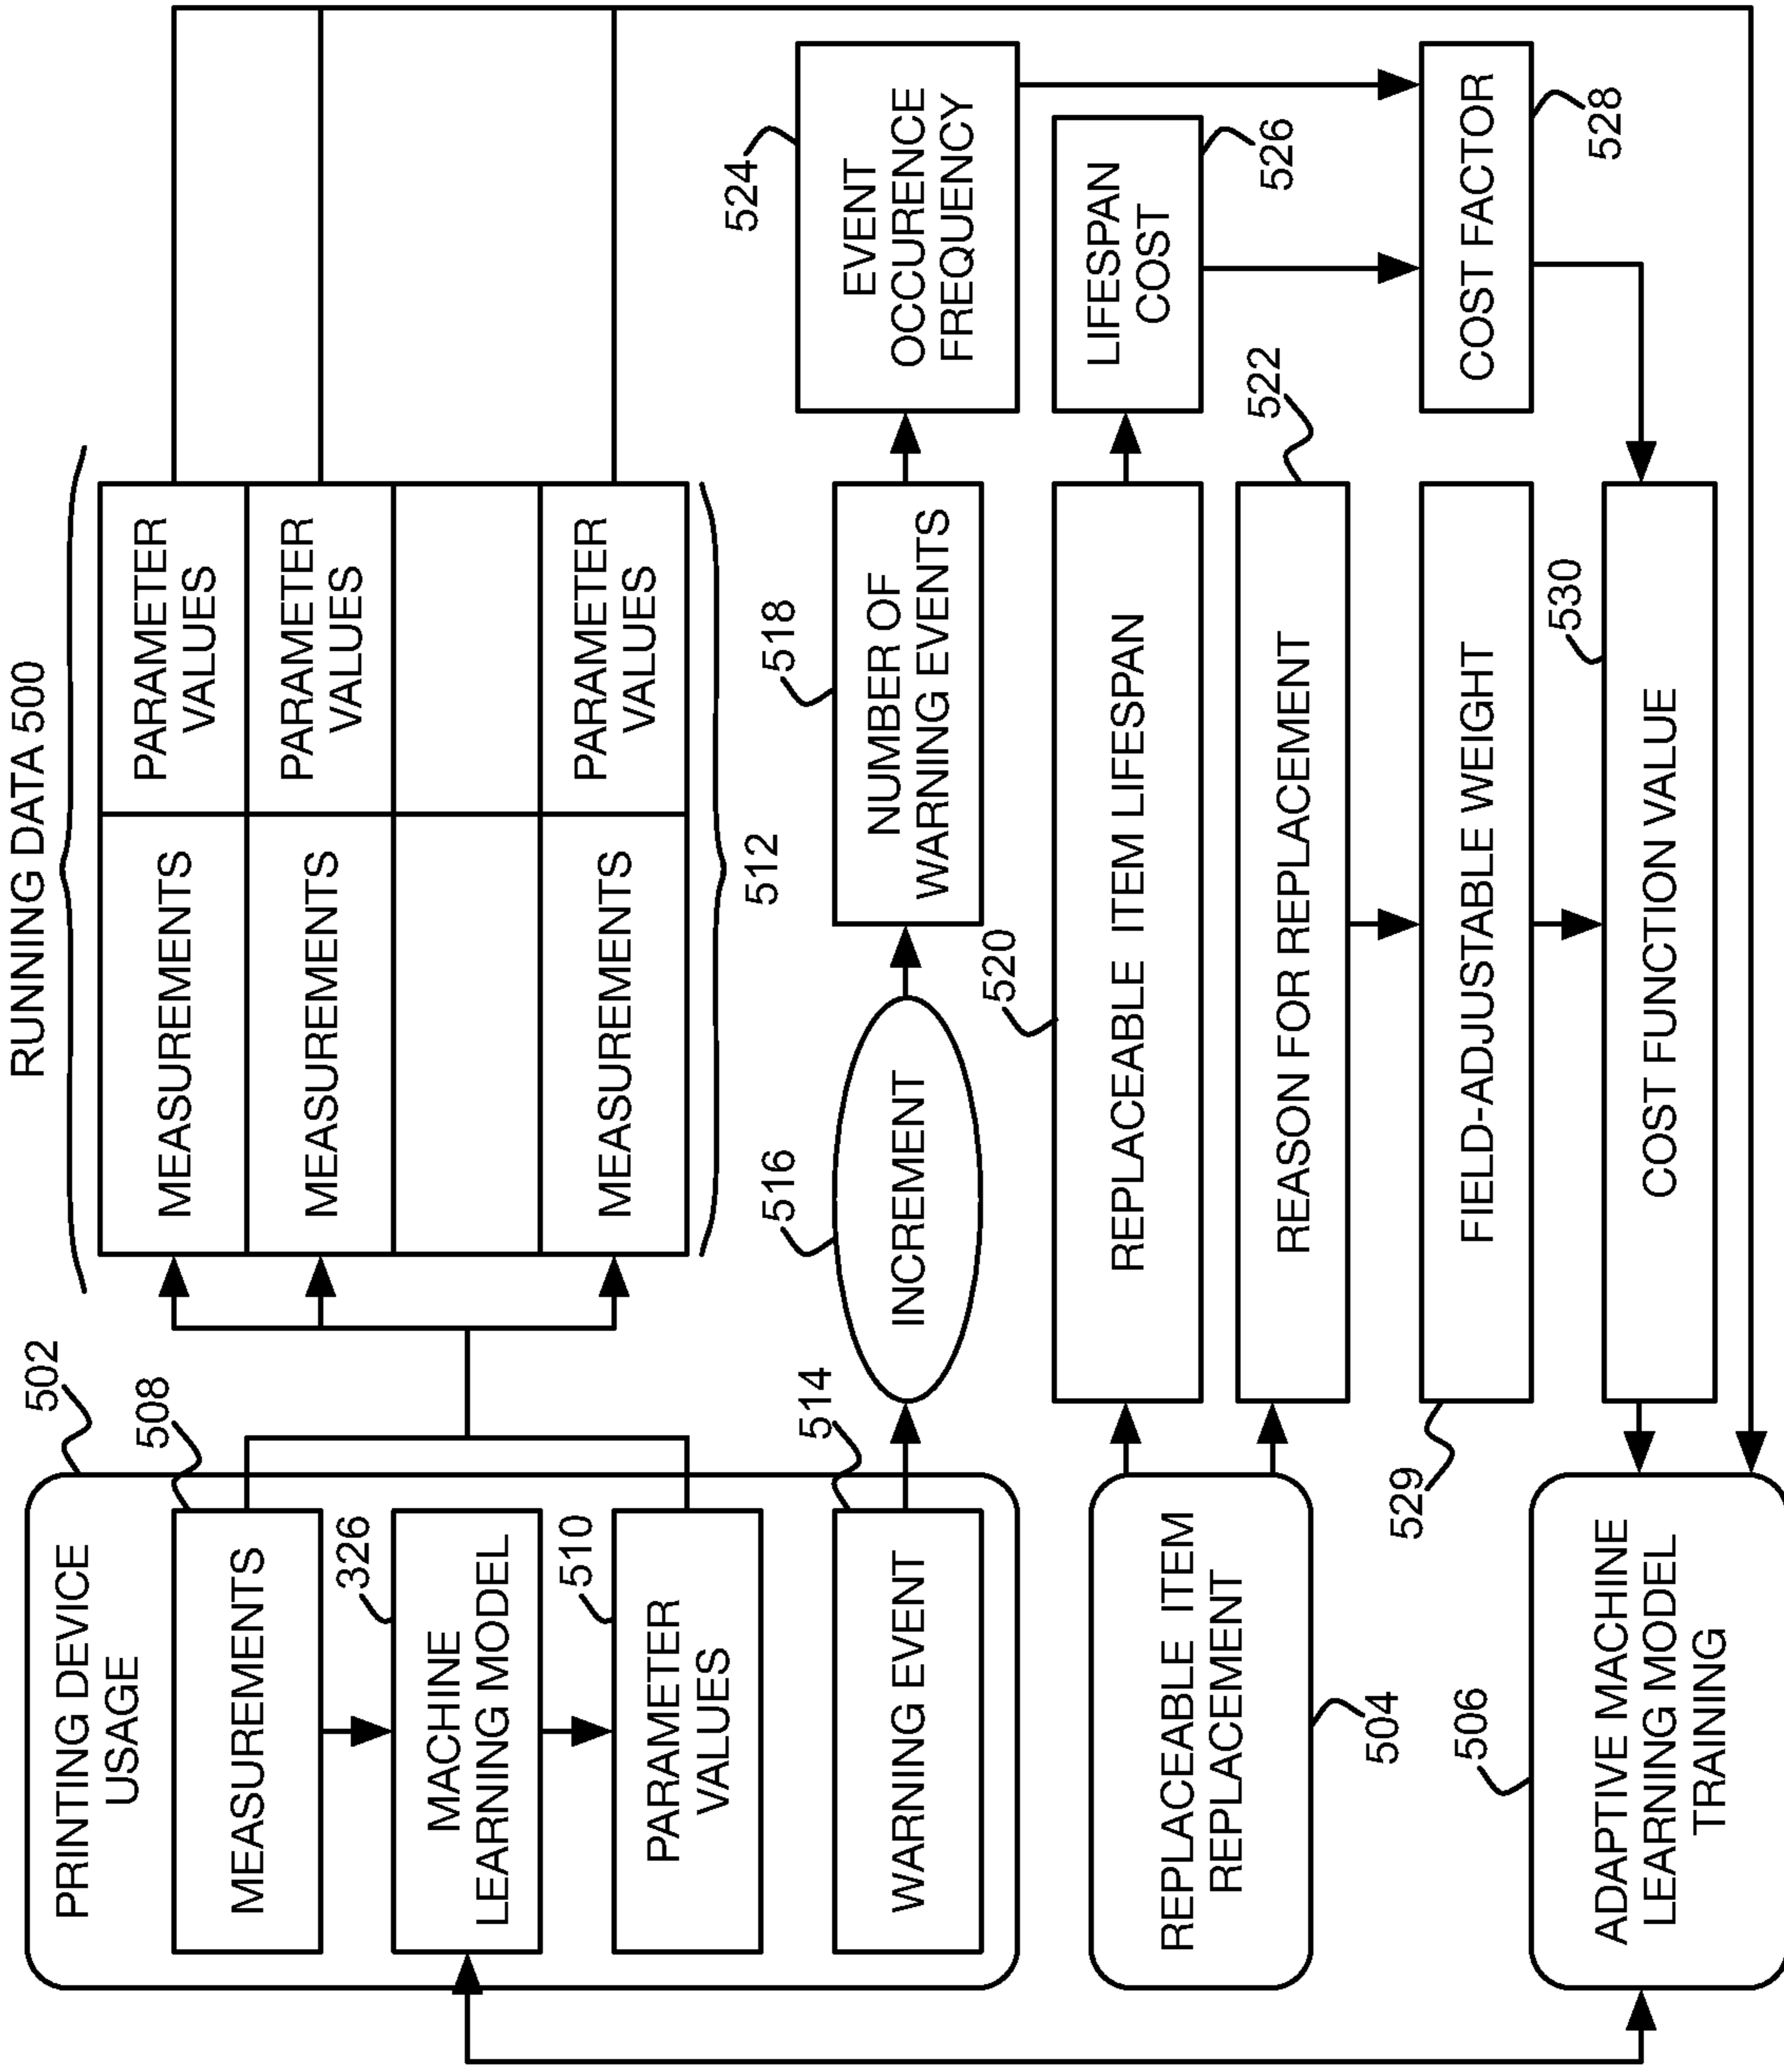 RUNNING DATA 500
502
PRINTING DEVICE
USAGE
508
MEASUREMENTS
326
MACHINE
LEARNING MODEL
510
PARAMETER
VALUES
514
WARNING EVENT
MEASUREMENTS
PARAMETER
VALUES
MEASUREMENTS
PARAMETER
VALUES
MEASUREMENTS
PARAMETER
VALUES
512
516
INCREMENT
518
NUMBER OF
WARNING EVENTS
524
EVENT
OCCURENCE
FREQUENCY
520
REPLACEABLE ITEM LIFESPAN
LIFESPAN
COST
526
REPLACEABLE ITEM
REPLACEMENT
504
REASON FOR REPLACEMENT
522
529
FIELD-ADJUSTABLE WEIGHT
COST FACTOR
528
506
ADAPTIVE MACHINE
LEARNING MODEL
TRAINING
COST FUNCTION VALUE
530